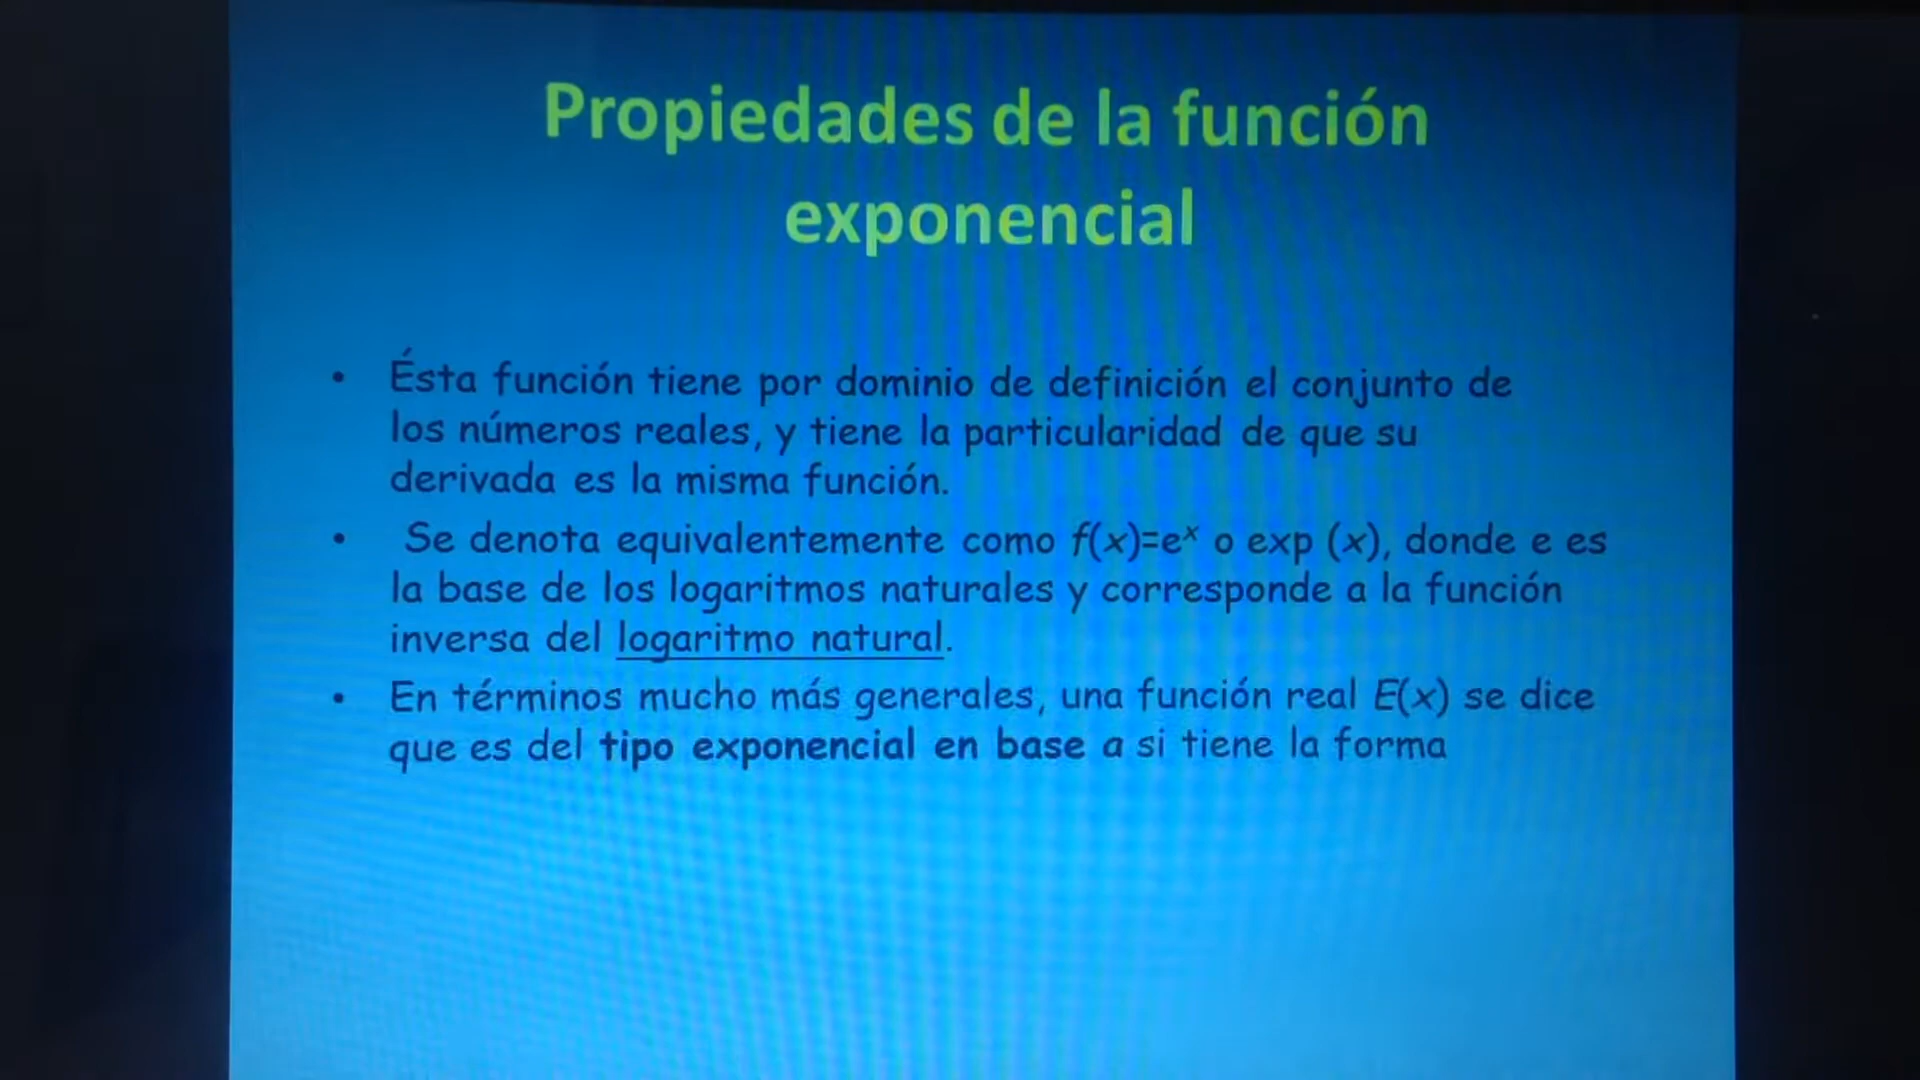 Propiedades de la función
exponencial
• Ésta función tiene por dominio de definición el conjunto de
los números reales, y tiene la particularidad de que su
derivada es la misma función.
• Se denota equivalentemente como f(x)=eˣ o exp (x), donde e es
la base de los logaritmos naturales y corresponde a la función
inversa del logaritmo natural.
• En términos mucho más generales, una función real E(x) se dice
que es del tipo exponencial en base a si tiene la forma